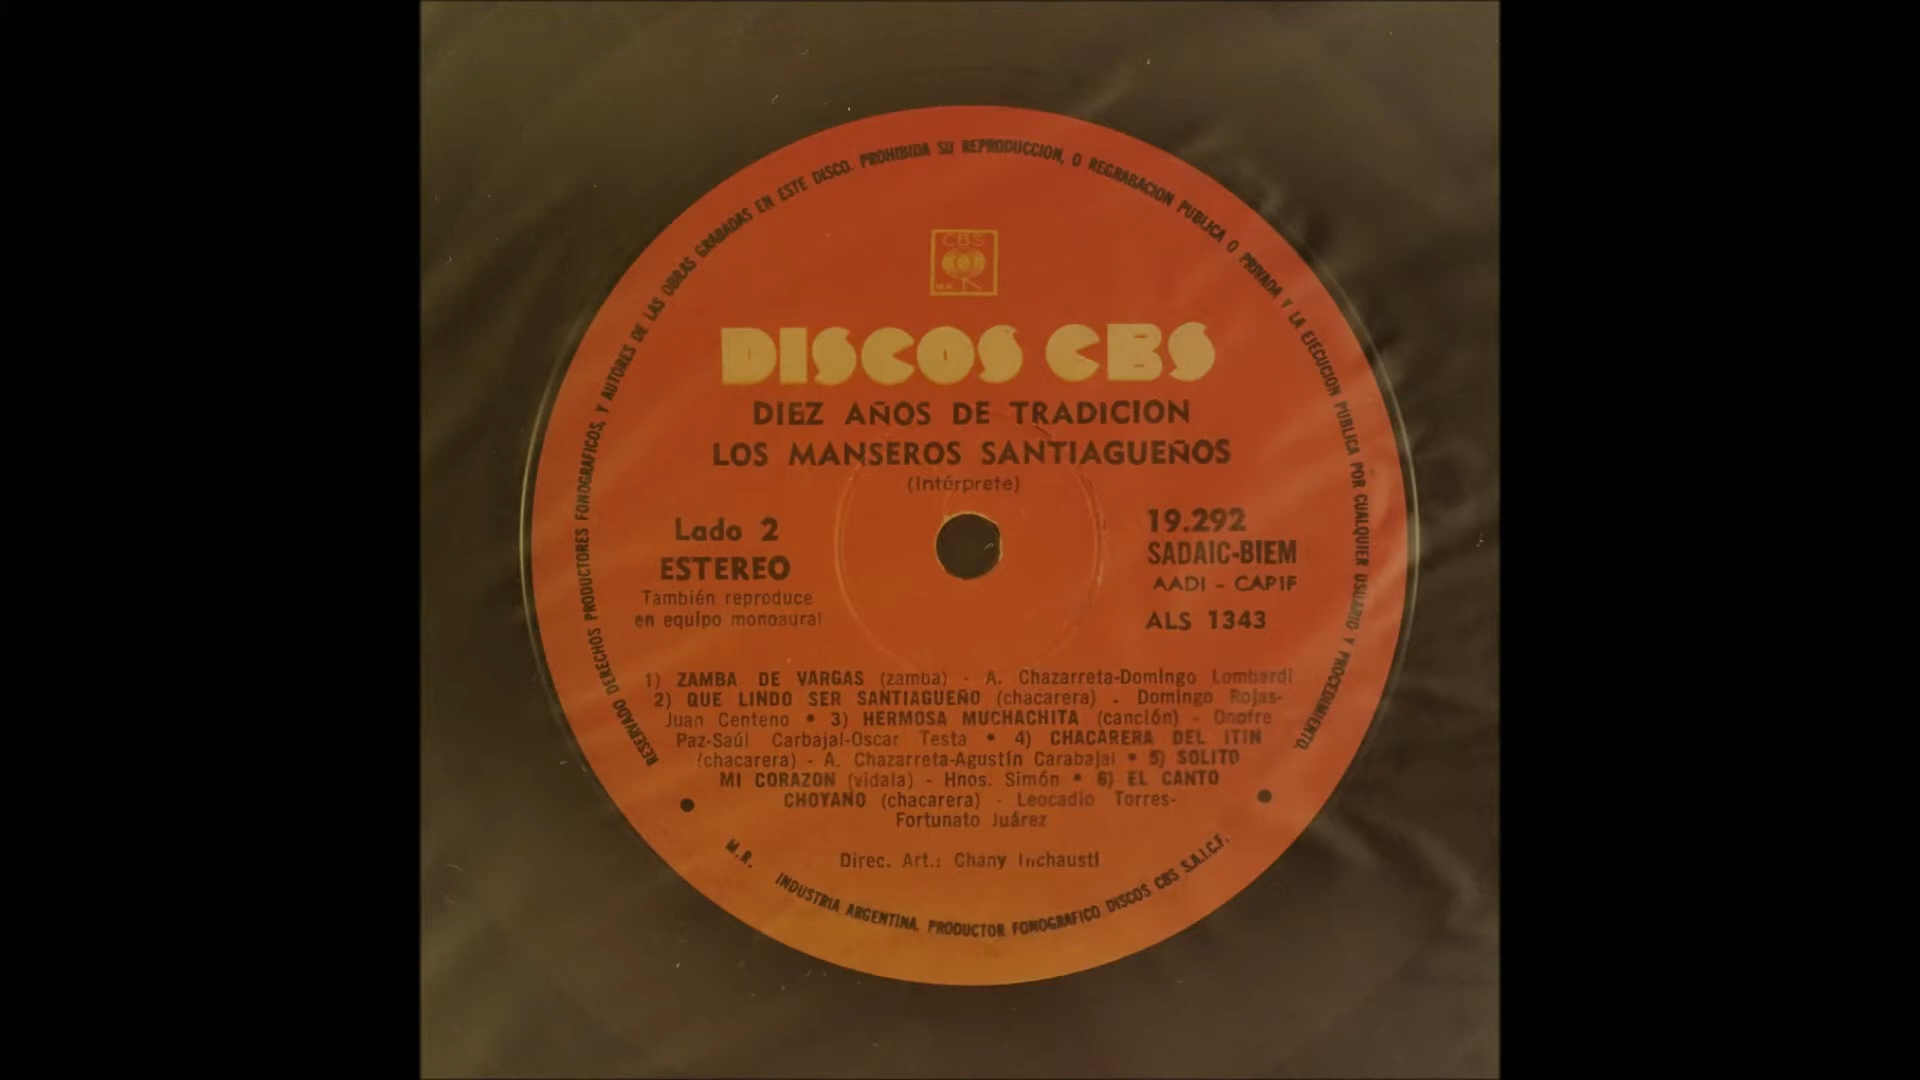 RESERVADO DERECHOS PRODUCTORES FONOGRAFICOS, Y AUTORES DE LAS OBRAS GRABADAS EN ESTE DISCO. PROHIBIDA SU REPRODUCCION, O REGRABACION PUBLICA O PRIVADA Y LA EJECUCION PUBLICA POR CUALQUIER USUARIO Y PROCEDIMIENTO.
CBS
DISCOS CBS
DIEZ AÑOS DE TRADICION
LOS MANSEROS SANTIAGUEÑOS
(Intérprete)
Lado 2
ESTEREO
También reproduce
en equipo monoaural
19.292
SADAIC-BIEM
AADI - CAPIF
ALS 1343
1) ZAMBA DE VARGAS (zamba) - A. Chazarreta-Domingo Lombardi
2) QUE LINDO SER SANTIAGUEÑO (chacarera) - Domingo Rojas-
Juan Centeno • 3) HERMOSA MUCHACHITA (canción) - Onofre
Paz-Saúl Carbajal-Oscar Testa • 4) CHACARERA DEL ITIN
(chacarera) - A. Chazarreta-Agustín Carabajal • 5) SOLITO
MI CORAZON (vidala) - Hnos. Simón • 6) EL CANTO
CHOYANO (chacarera) - Leocadio Torres-
Fortunato Juárez
Direc. Art.: Chany Inchausti
M.R. INDUSTRIA ARGENTINA. PRODUCTOR FONOGRAFICO DISCOS CBS S.A.I.C.F.